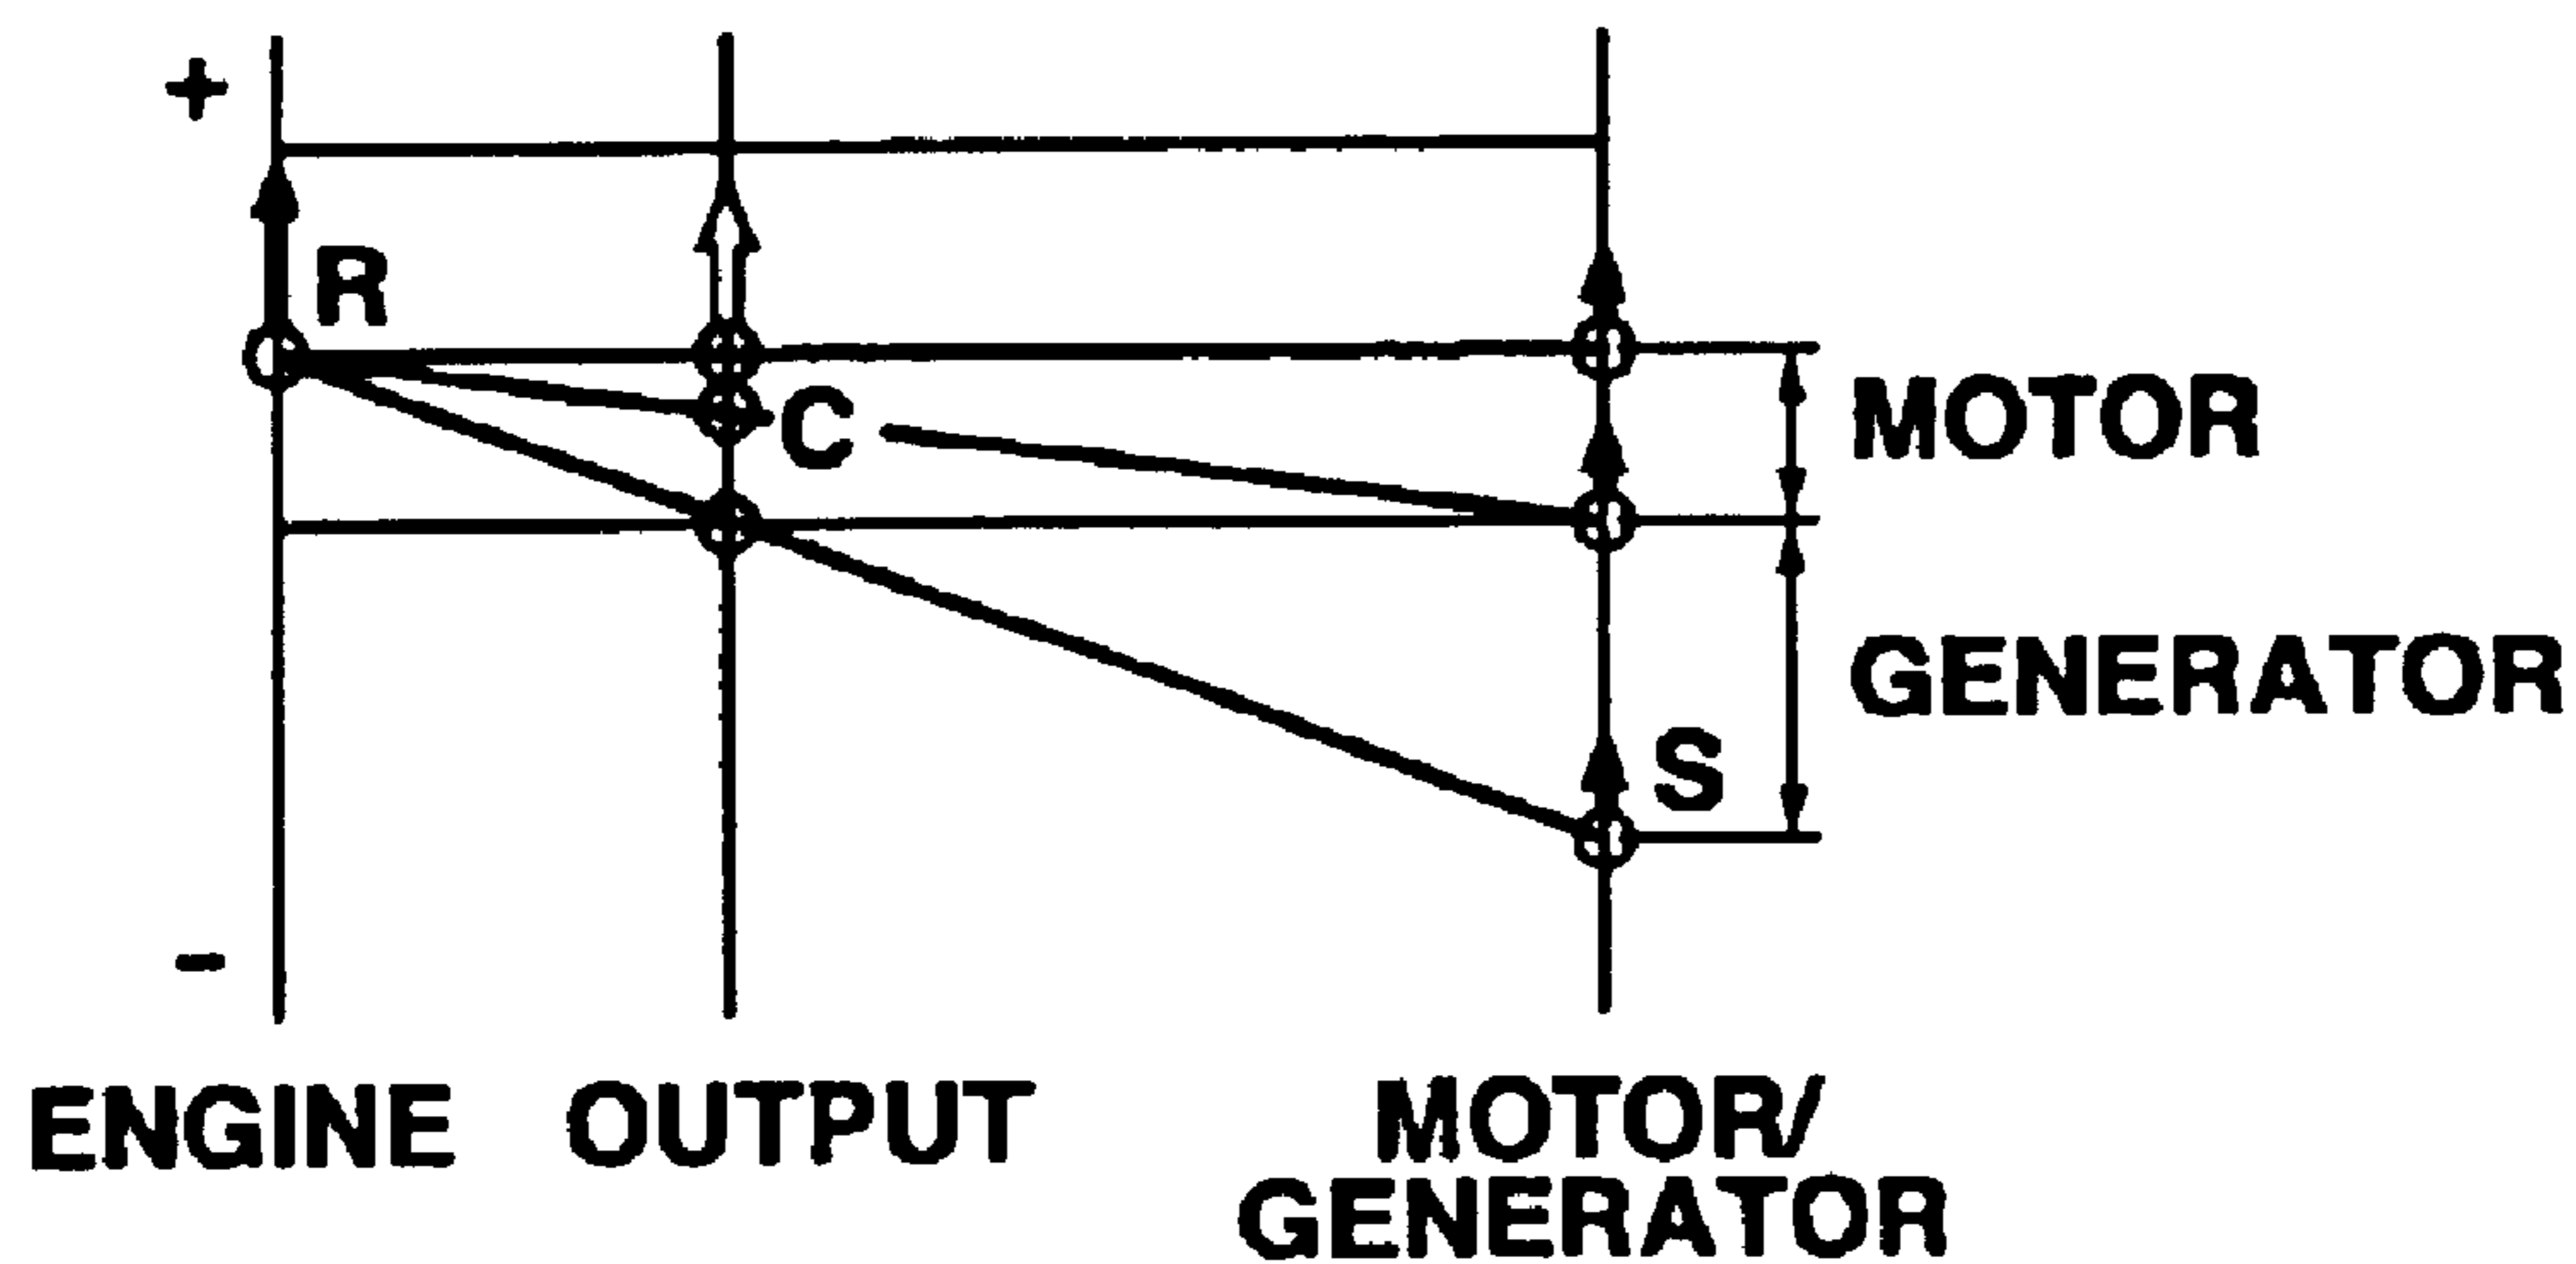 +
R
C
MOTOR
GENERATOR
S
-
ENGINE OUTPUT MOTOR/
GENERATOR